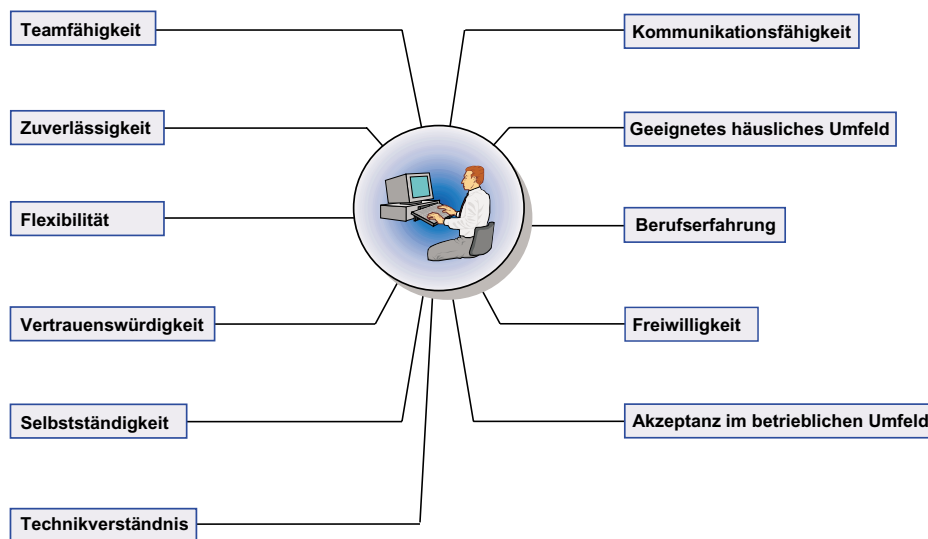 Teamfähigkeit
Zuverlässigkeit
Flexibilität
Vertrauenswürdigkeit
Selbstständigkeit
Technikverständnis
Kommunikationsfähigkeit
Geeignetes häusliches Umfeld
Berufserfahrung
Freiwilligkeit
Akzeptanz im betrieblichen Umfeld